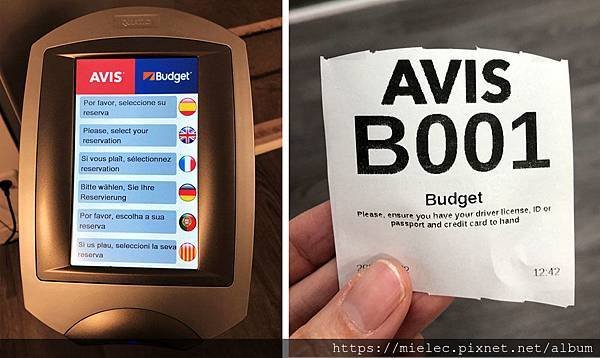 QMATIC
AVIS
Budget
Por favor, seleccione su
reserva
Please, select your
reservation
Si vous plaît, sélectionnez
reservation
Bitte wählen, Sie Ihre
Reservierung
Por favor, escolha a sua
reserva
Si us plau, seleccioni la seva
reserva
AVIS
B001
Budget
Please, ensure you have your driver license, ID or
passport and credit card to hand
12:42
https://mielec.pixnet.net/album